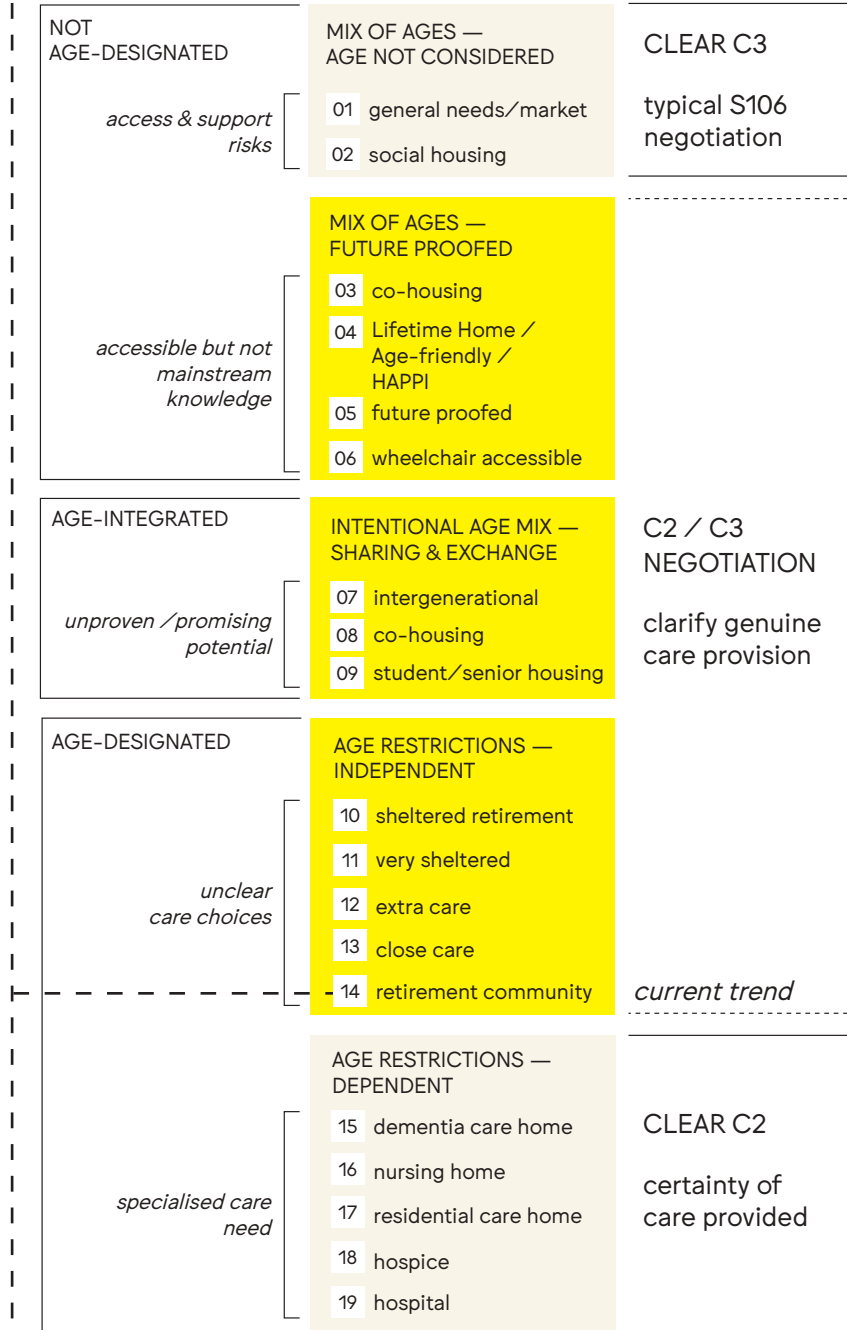 NOT
AGE-DESIGNATED
access & support
risks
MIX OF AGES —
AGE NOT CONSIDERED
01 general needs/market
02 social housing
CLEAR C3
typical S106
negotiation
accessible but not
mainstream
knowledge
MIX OF AGES —
FUTURE PROOFED
03 co-housing
04 Lifetime Home /
Age-friendly /
HAPPI
05 future proofed
06 wheelchair accessible
AGE-INTEGRATED
unproven /promising
potential
INTENTIONAL AGE MIX —
SHARING & EXCHANGE
07 intergenerational
08 co-housing
09 student/senior housing
C2 / C3
NEGOTIATION
clarify genuine
care provision
AGE-DESIGNATED
unclear
care choices
AGE RESTRICTIONS —
INDEPENDENT
10 sheltered retirement
11 very sheltered
12 extra care
13 close care
14 retirement community
current trend
specialised care
need
AGE RESTRICTIONS —
DEPENDENT
15 dementia care home
16 nursing home
17 residential care home
18 hospice
19 hospital
CLEAR C2
certainty of
care provided